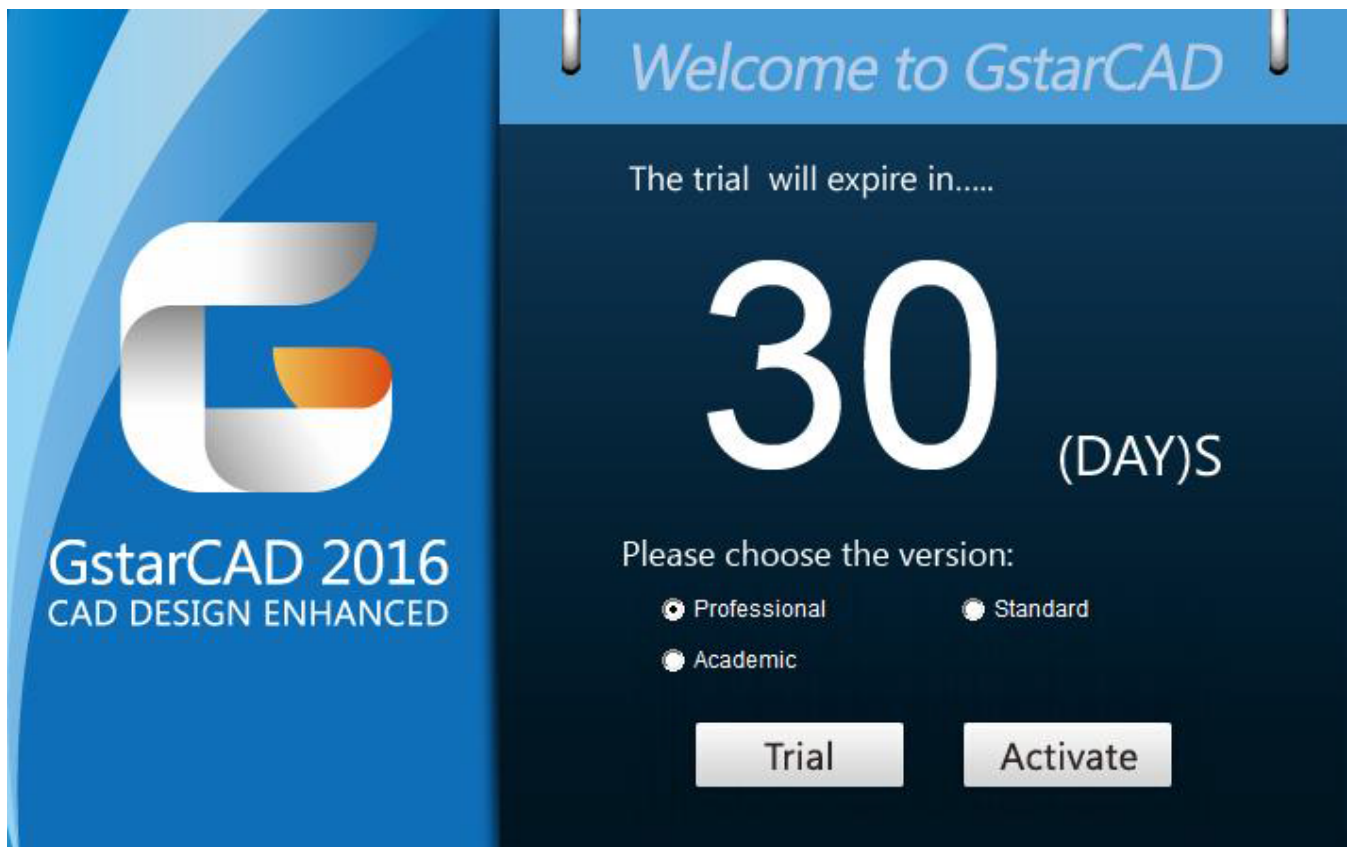 Welcome to GstarCAD
The trial will expire in.....
30
(DAY)S
GstarCAD 2016
CAD DESIGN ENHANCED
Please choose the version:
Professional
Standard
Academic
Trial
Activate